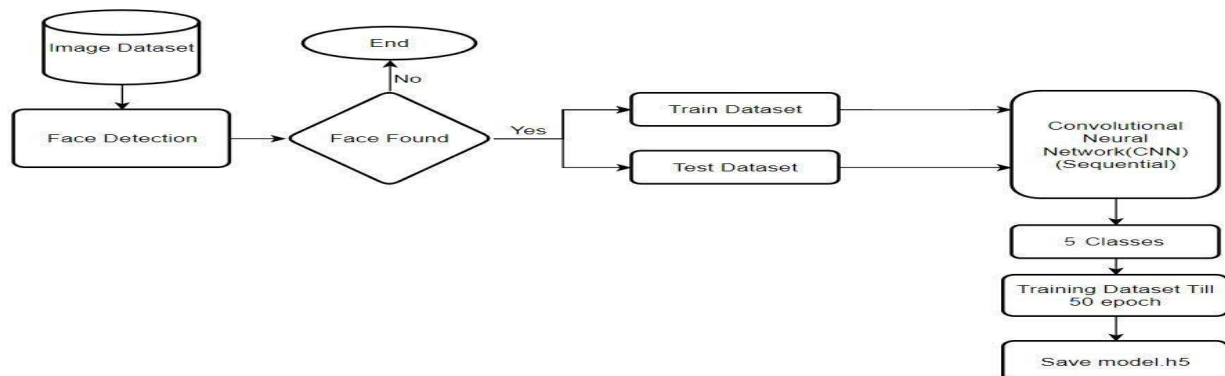 Image Dataset
End
No
Face Detection
Face Found
Yes
Train Dataset
Test Dataset
Convolutional
Neural
Network(CNN)
(Sequential)
5 Classes
Training Dataset Till
50 epoch
Save model.h5